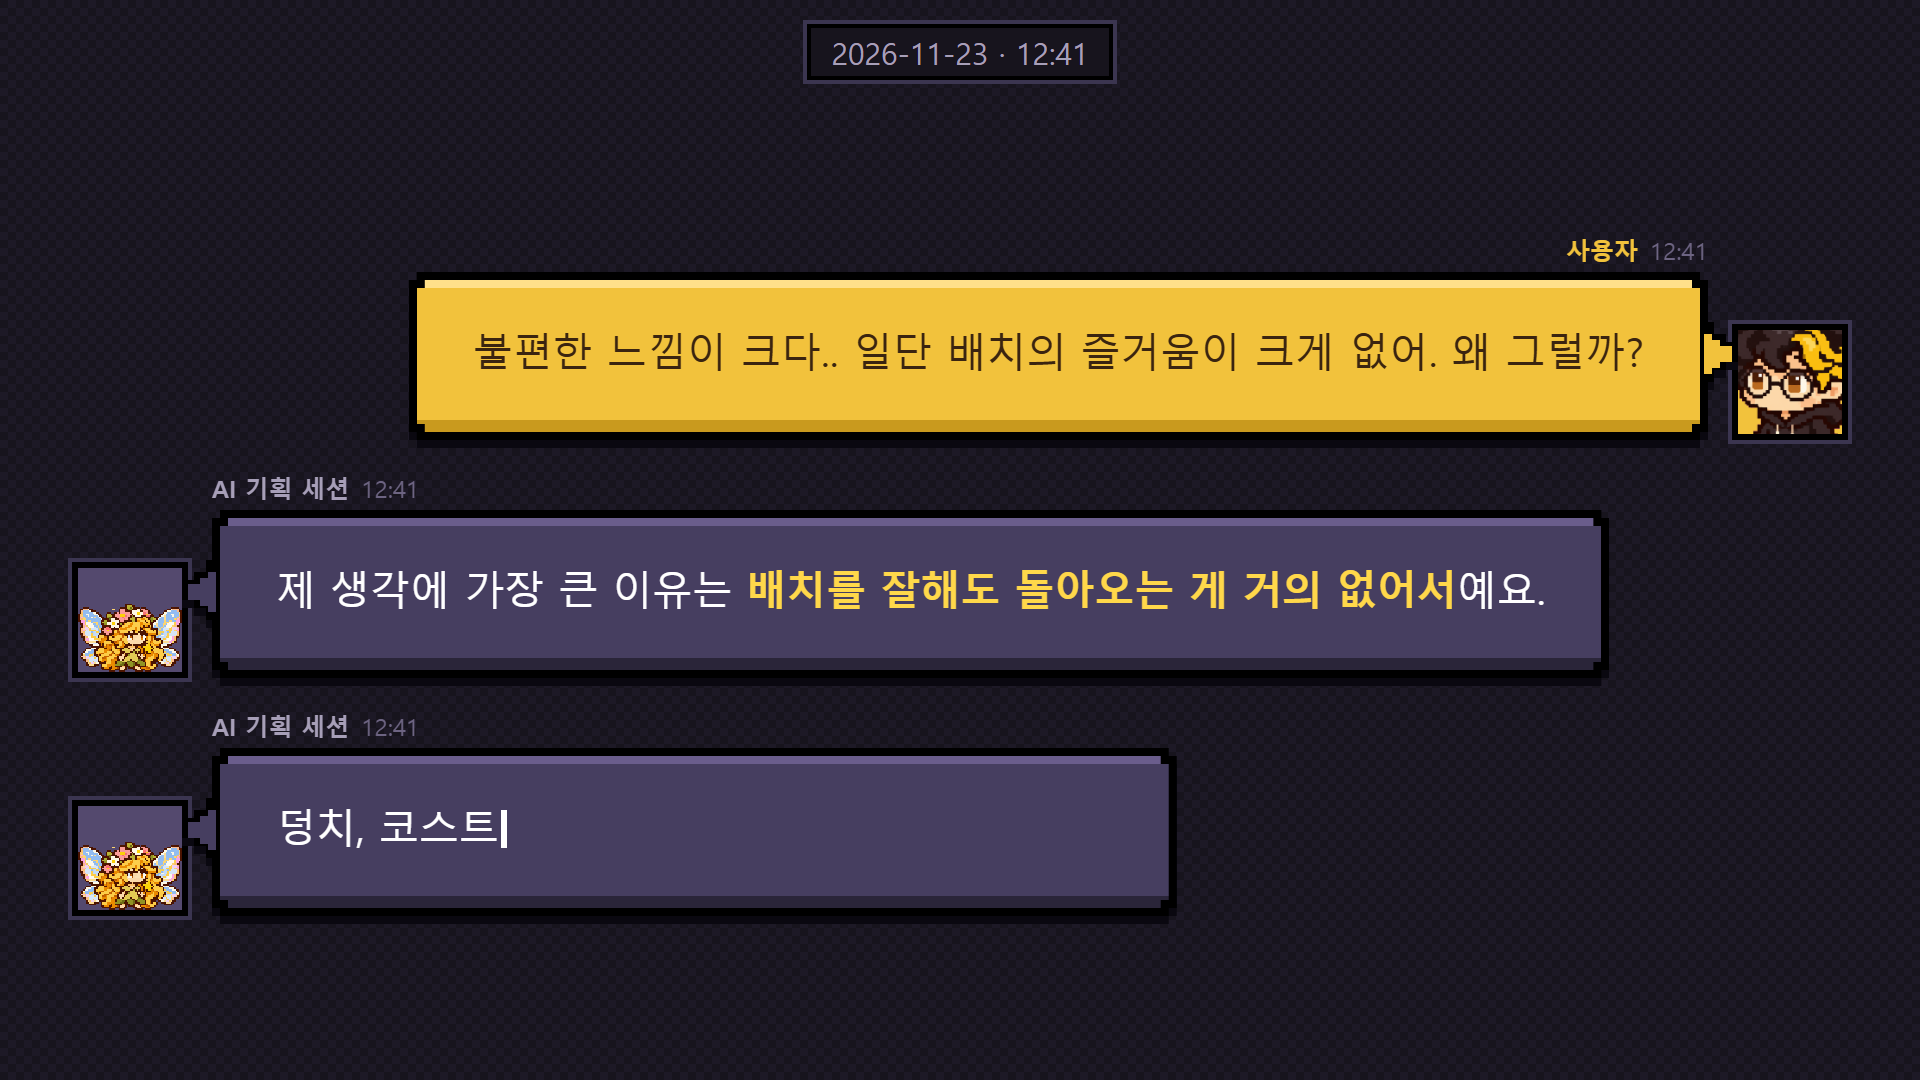 2026-11-23 · 12:41
사용자 12:41
불편한 느낌이 크다.. 일단 배치의 즐거움이 크게 없어. 왜 그럴까?
AI 기획 세션 12:41
제 생각에 가장 큰 이유는 배치를 잘해도 돌아오는 게 거의 없어서예요.
AI 기획 세션 12:41
덩치, 코스트